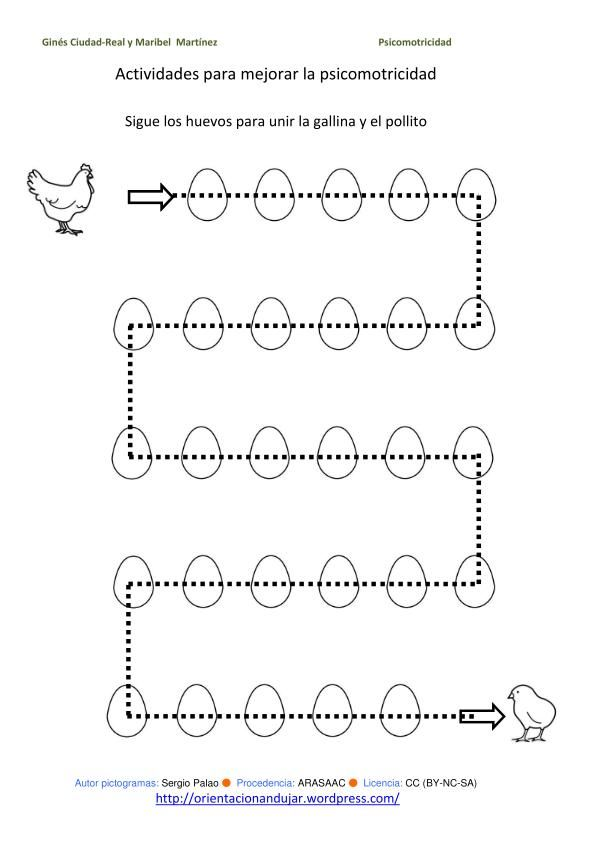 Ginés Ciudad-Real y Maribel Martínez Psicomotricidad
Actividades para mejorar la psicomotricidad
Sigue los huevos para unir la gallina y el pollito
Autor pictogramas: Sergio Palao Procedencia: ARASAAC Licencia: CC (BY-NC-SA)
http://orientacionandujar.wordpress.com/